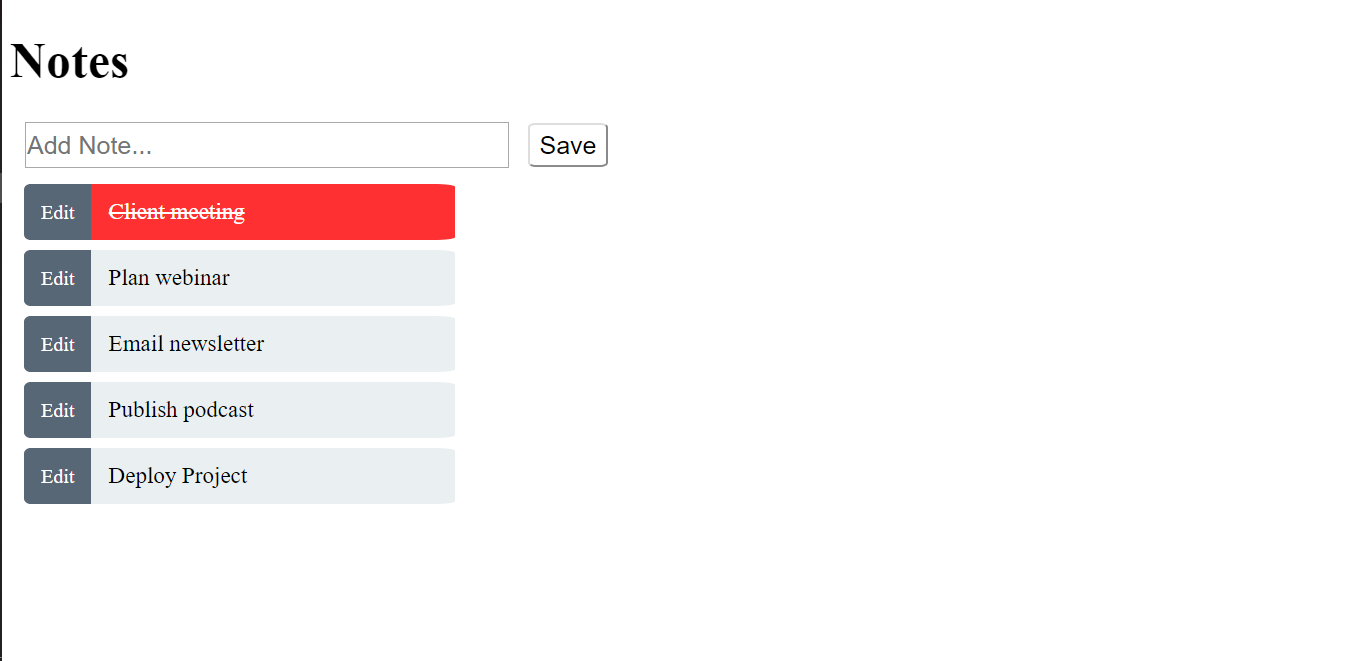 Notes
Add Note...
Save
Edit Client meeting
Edit Plan webinar
Edit Email newsletter
Edit Publish podcast
Edit Deploy Project